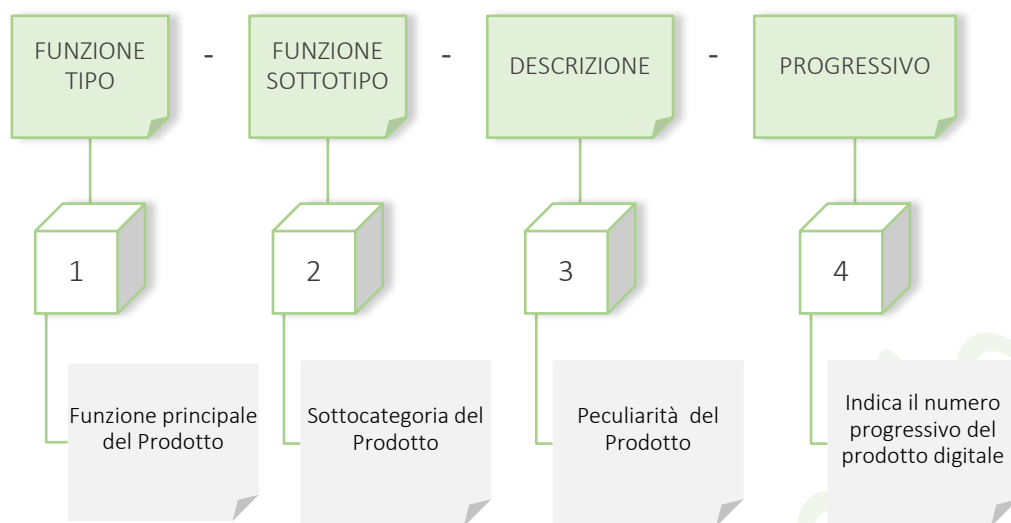 FUNZIONE
TIPO
-
FUNZIONE
SOTTOTIPO
-
DESCRIZIONE
-
PROGRESSIVO
1
2
3
4
Funzione principale
del Prodotto
Sottocategoria del
Prodotto
Peculiarità  del
Prodotto
Indica il numero
progressivo del
prodotto digitale